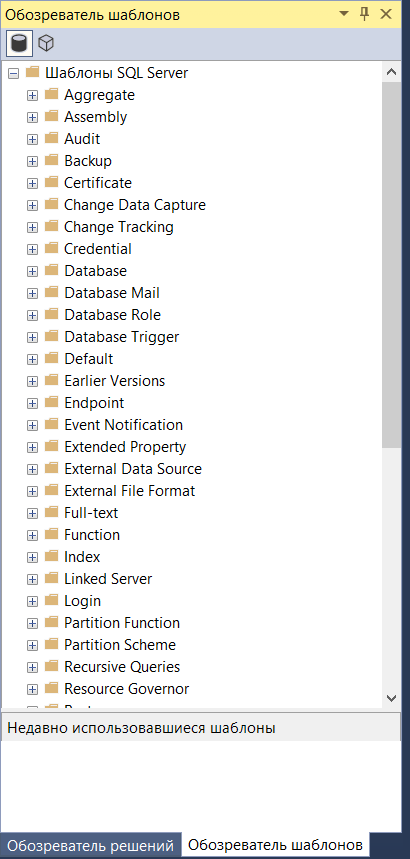 Обозреватель шаблонов
Шаблоны SQL Server
Aggregate
Assembly
Audit
Backup
Certificate
Change Data Capture
Change Tracking
Credential
Database
Database Mail
Database Role
Database Trigger
Default
Earlier Versions
Endpoint
Event Notification
Extended Property
External Data Source
External File Format
Full-text
Function
Index
Linked Server
Login
Partition Function
Partition Scheme
Recursive Queries
Resource Governor
Недавно использовавшиеся шаблоны
Обозреватель решений Обозреватель шаблонов